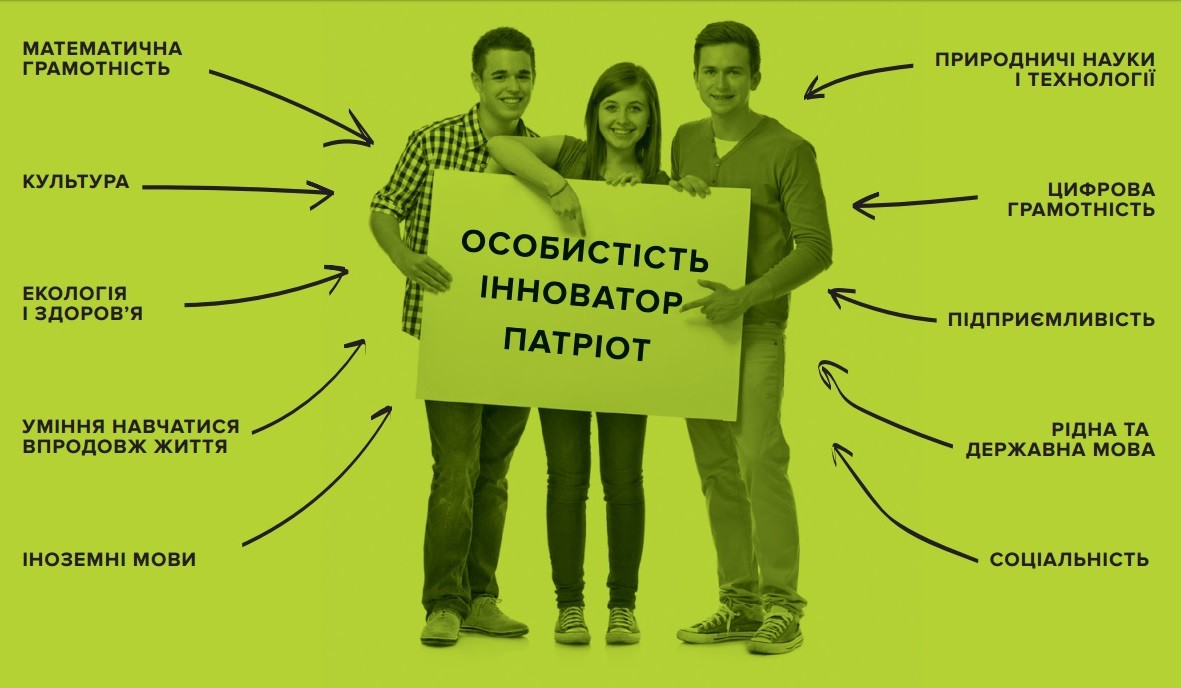 МАТЕМАТИЧНА
ГРАМОТНІСТЬ
КУЛЬТУРА
ЕКОЛОГІЯ
І ЗДОРОВ’Я
УМІННЯ НАВЧАТИСЯ
ВПРОДОВЖ ЖИТТЯ
ІНОЗЕМНІ МОВИ
ОСОБИСТІСТЬ
ІННОВАТОР
ПАТРІОТ
ПРИРОДНИЧІ НАУКИ
І ТЕХНОЛОГІЇ
ЦИФРОВА
ГРАМОТНІСТЬ
ПІДПРИЄМЛИВІСТЬ
РІДНА ТА
ДЕРЖАВНА МОВА
СОЦІАЛЬНІСТЬ